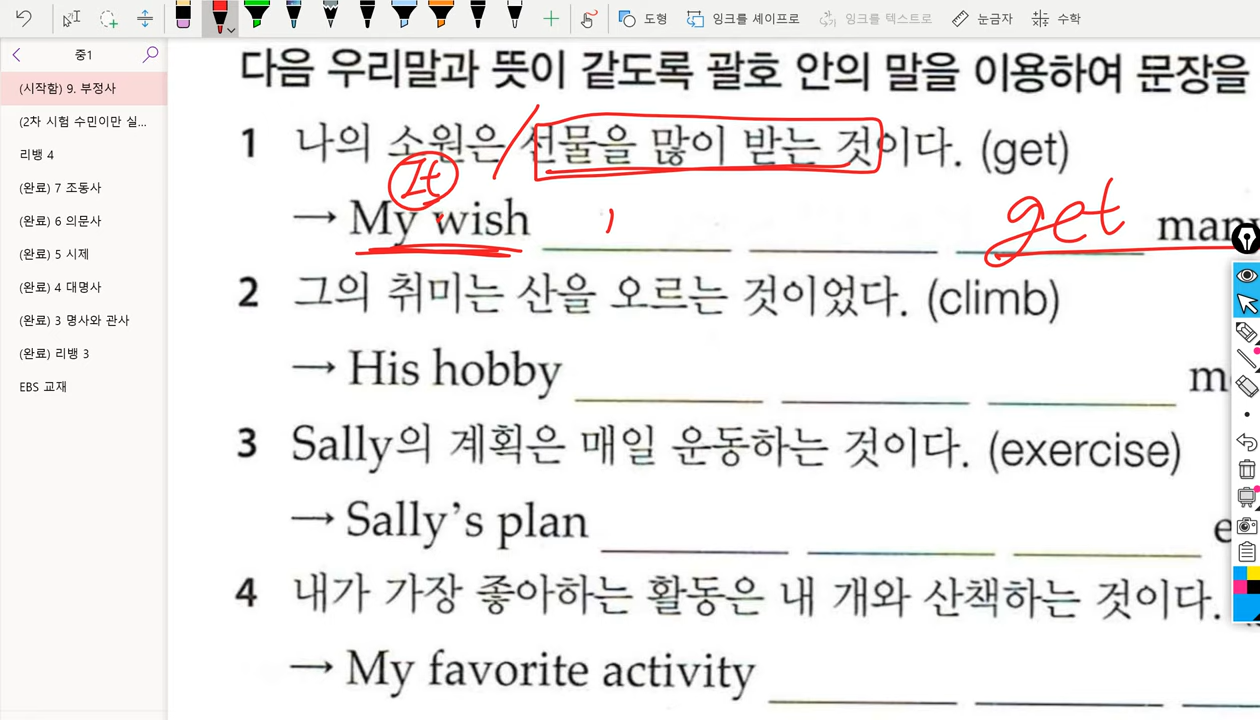 도형 잉크를 셰이프로 잉크를 텍스트로 눈금자 수학
중1
(시작함) 9. 부정사
(2차 시험 수민이만 실...
리뱅 4
(완료) 7 조동사
(완료) 6 의문사
(완료) 5 시제
(완료) 4 대명사
(완료) 3 명사와 관사
(완료) 리뱅 3
EBS 교재
다음 우리말과 뜻이 같도록 괄호 안의 말을 이용하여 문장을
1 나의 소원은 선물을 많이 받는 것이다. (get)
It
→ My wish get many
2 그의 취미는 산을 오르는 것이었다. (climb)
→ His hobby
3 Sally의 계획은 매일 운동하는 것이다. (exercise)
→ Sally's plan
4 내가 가장 좋아하는 활동은 내 개와 산책하는 것이다.
→ My favorite activity